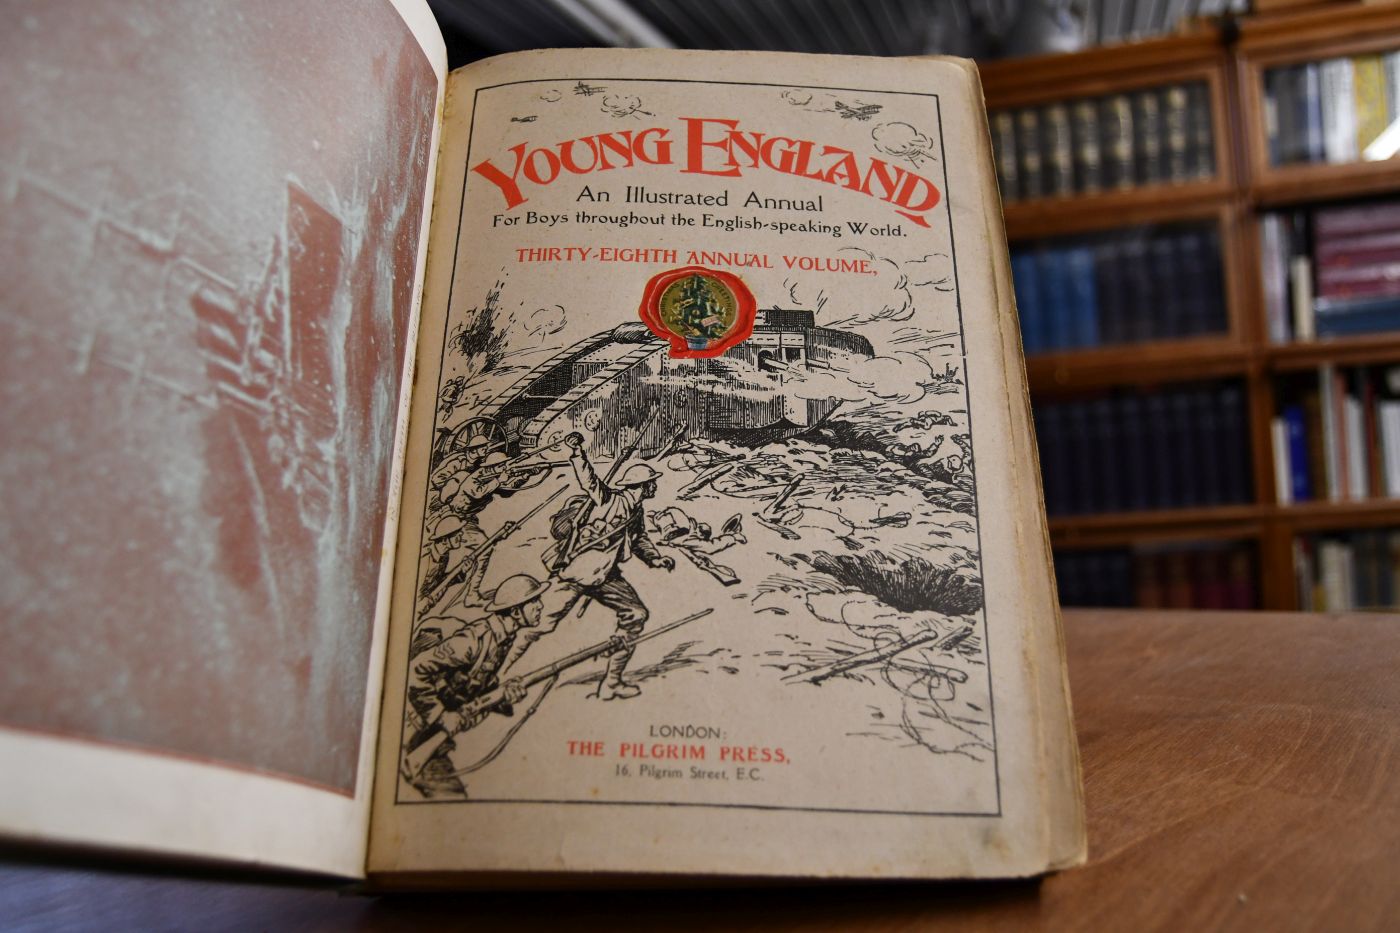 YOUNG ENGLAND
An Illustrated Annual
For Boys throughout the English-speaking World.
THIRTY-EIGHTH ANNUAL VOLUME,
LONDON:
THE PILGRIM PRESS,
16, Pilgrim Street, E.C.